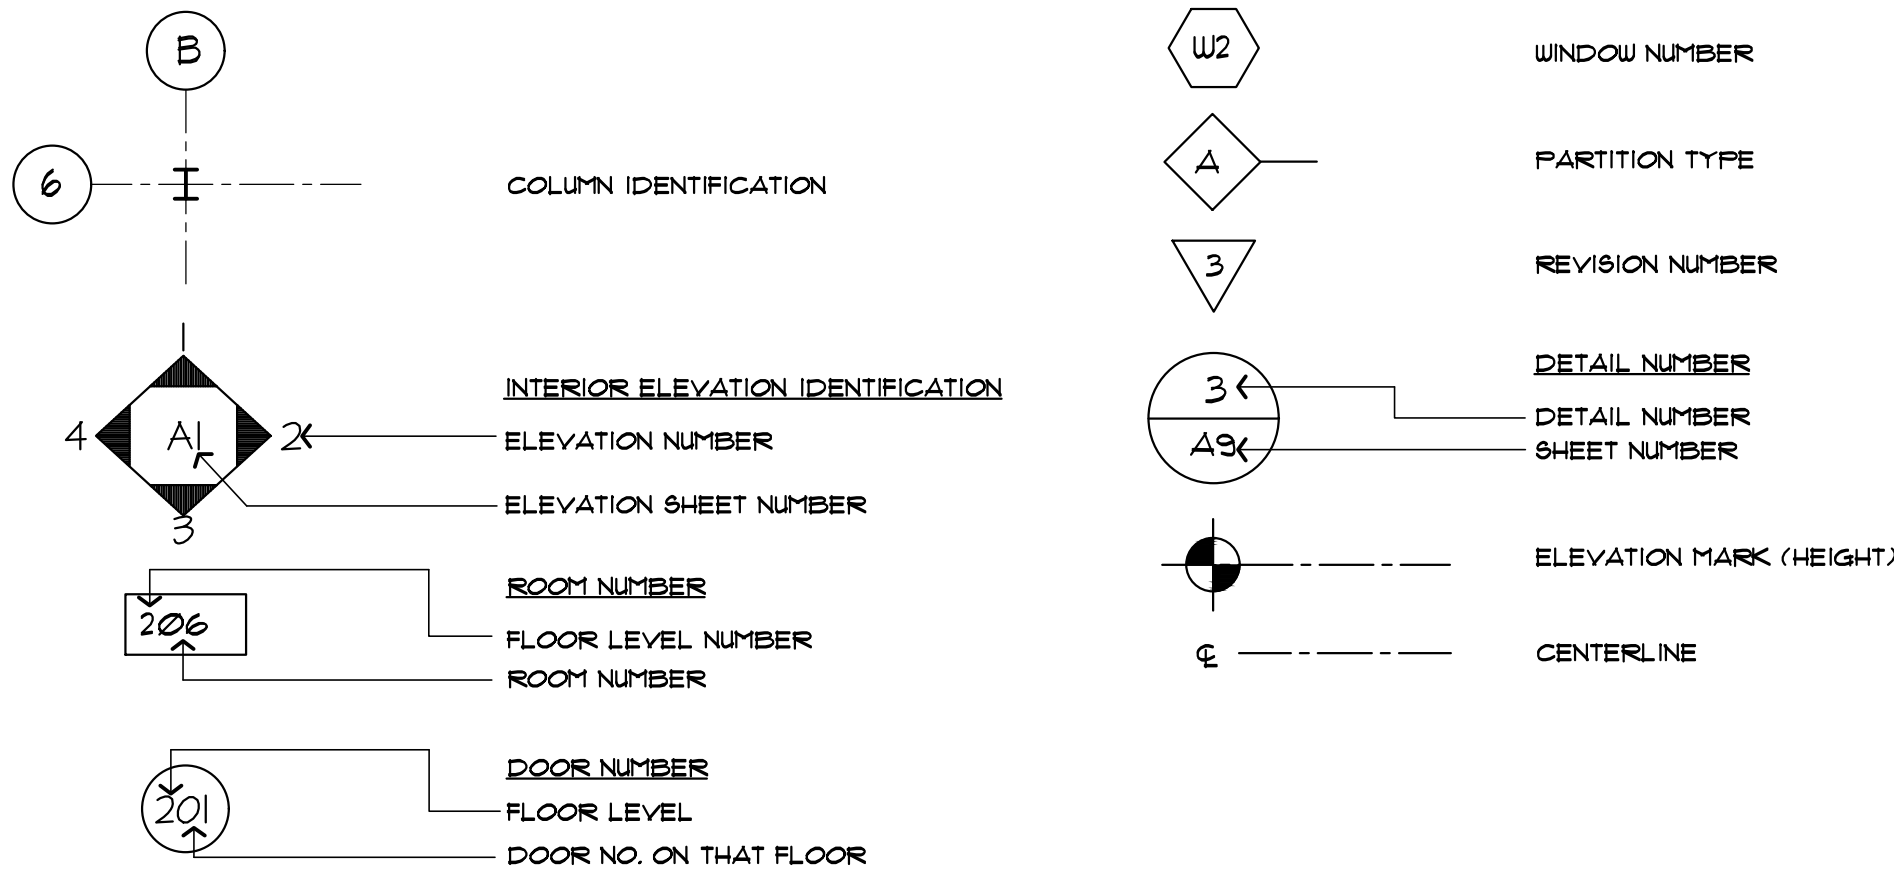 B
6
COLUMN IDENTIFICATION
1
INTERIOR ELEVATION IDENTIFICATION
4
A1
2
ELEVATION NUMBER
ELEVATION SHEET NUMBER
3
ROOM NUMBER
206
FLOOR LEVEL NUMBER
ROOM NUMBER
DOOR NUMBER
201
FLOOR LEVEL
DOOR NO. ON THAT FLOOR
W2
WINDOW NUMBER
A
PARTITION TYPE
3
REVISION NUMBER
DETAIL NUMBER
3
DETAIL NUMBER
A9
SHEET NUMBER
ELEVATION MARK (HEIGHT)
℄
CENTERLINE